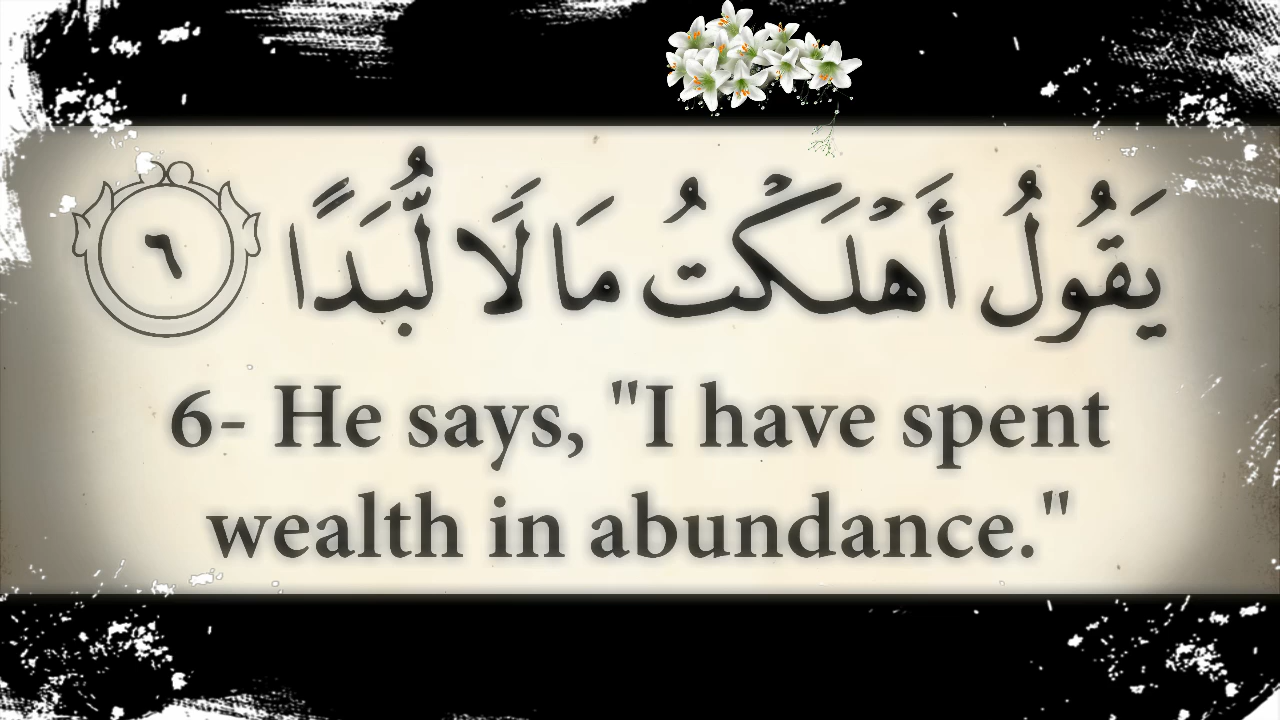 يَقُولُ أَهْلَكْتُ مَالًا لُّبَدًا ٦
6- He says, "I have spent
wealth in abundance."